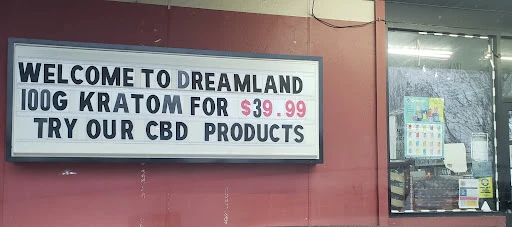 WELCOME TO DREAMLAND
100G KRATOM FOR $39.99
TRY OUR CBD PRODUCTS